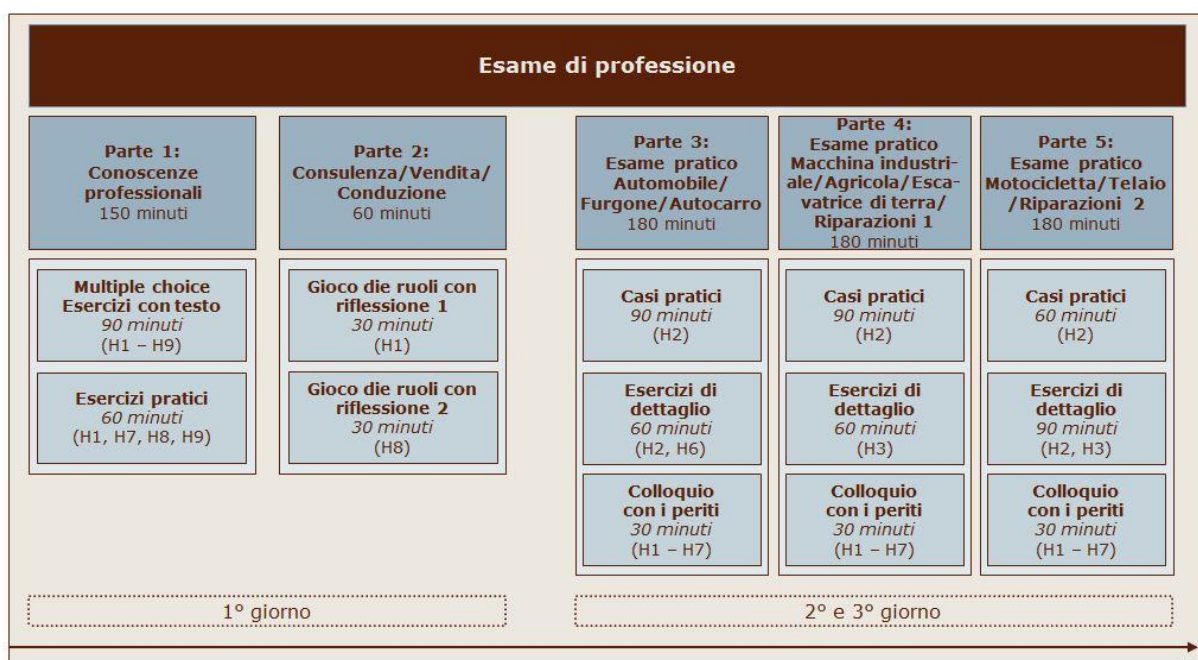 Esame di professione
Parte 1:
Conoscenze
professionali
150 minuti
Parte 2:
Consulenza/Vendita/
Conduzione
60 minuti
Parte 3:
Esame pratico
Automobile/
Furgone/Autocarro
180 minuti
Parte 4:
Esame pratico
Macchina industri-
ale/Agricola/Esca-
vatrice di terra/
Riparazioni 1
180 minuti
Parte 5:
Esame pratico
Motocicletta/Telaio
/Riparazioni 2
180 minuti
Multiple choice
Esercizi con testo
90 minuti
(H1 – H9)
Esercizi pratici
60 minuti
(H1, H7, H8, H9)
Gioco die ruoli con
riflessione 1
30 minuti
(H1)
Gioco die ruoli con
riflessione 2
30 minuti
(H8)
Casi pratici
90 minuti
(H2)
Esercizi di
dettaglio
60 minuti
(H2, H6)
Colloquio
con i periti
30 minuti
(H1 – H7)
Casi pratici
90 minuti
(H2)
Esercizi di
dettaglio
60 minuti
(H3)
Colloquio
con i periti
30 minuti
(H1 – H7)
Casi pratici
60 minuti
(H2)
Esercizi di
dettaglio
90 minuti
(H2, H3)
Colloquio
con i periti
30 minuti
(H1 – H7)
1° giorno
2° e 3° giorno